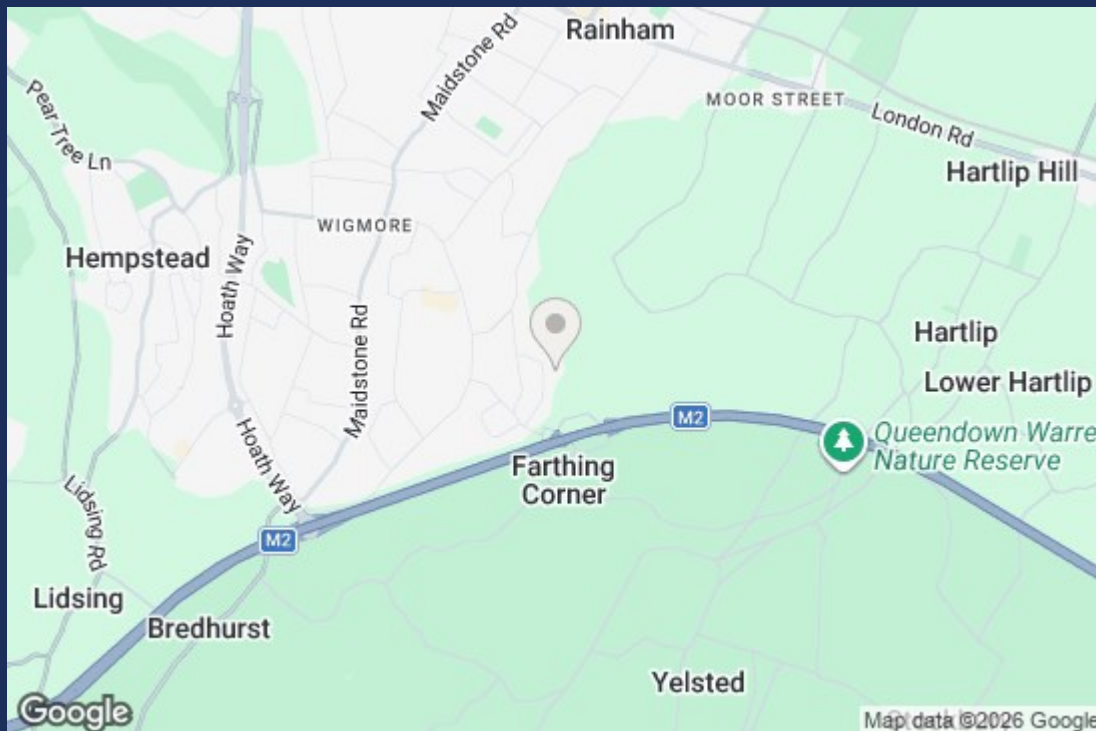 Rainham
Maidstone Rd
MOOR STREET
London Rd
Pear Tree Ln
Hartlip Hill
WIGMORE
Hempstead
Hoath Way
Maidstone Rd
Hartlip
Lower Hartlip
M2
Hoath Way
Queendown Warre
Nature Reserve
Farthing
Corner
Lidsing Rd
M2
Lidsing
Bredhurst
Yelsted
Google
Map data ©2026 Google